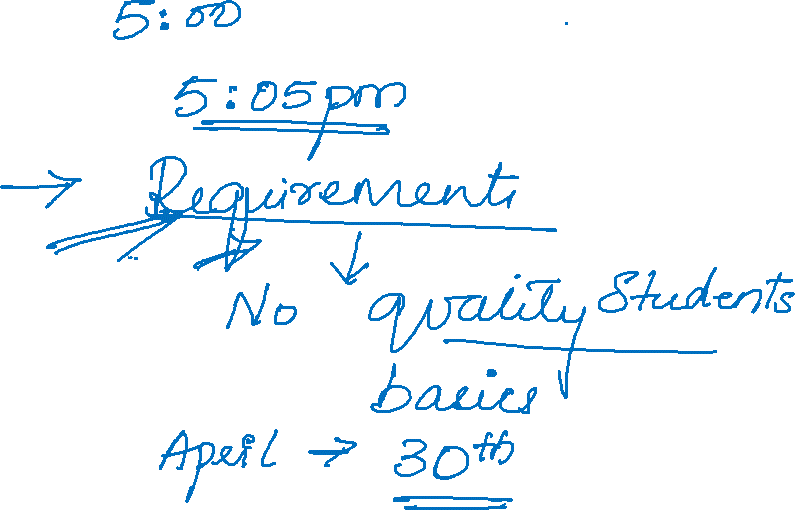 5:00
5:05pm
→ Requirements
No quality Students
basics
April → 30th